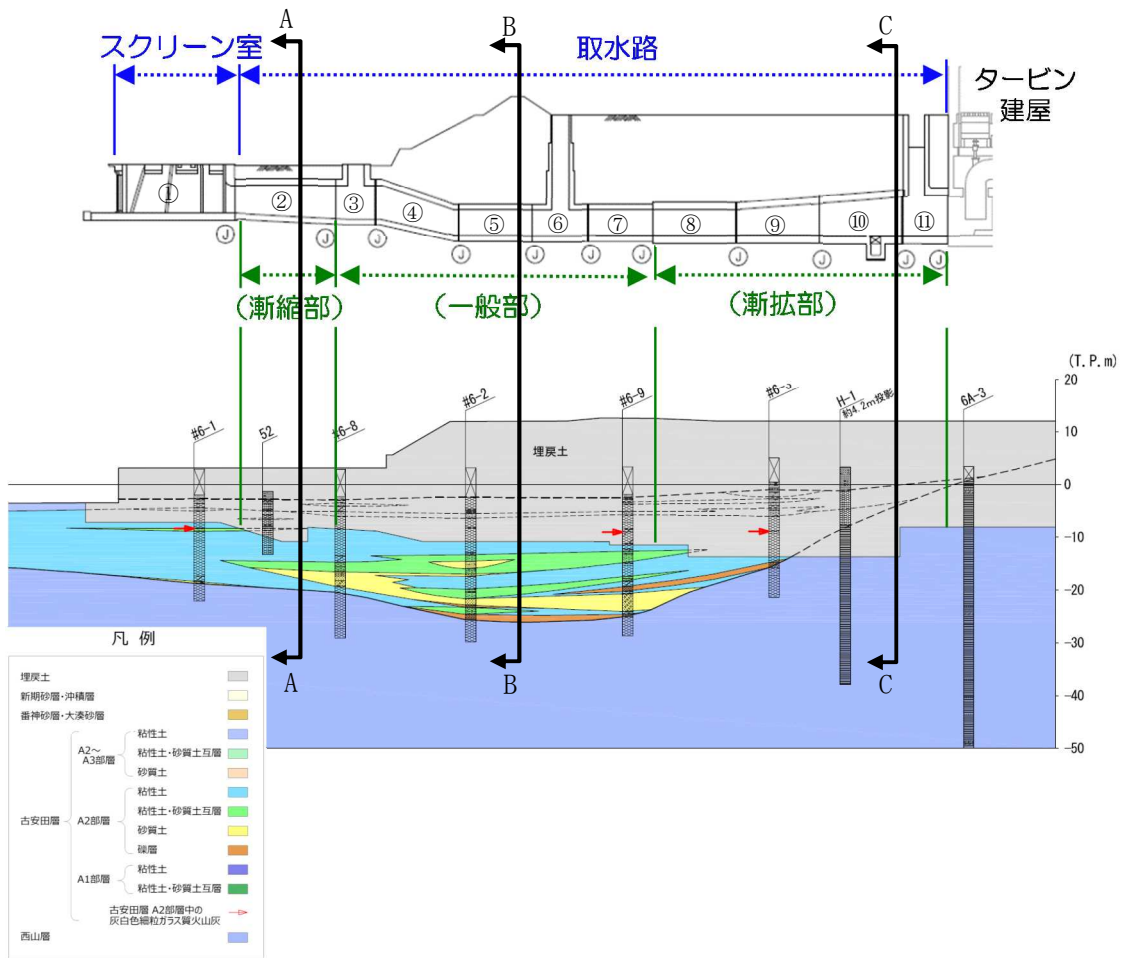 A
B
C
スクリーン室
取水路
タービン
建屋
①
②
③
④
⑤
⑥
⑦
⑧
⑨
⑩
⑪
J
J
J
J
J
J
J
J
J
J
(漸縮部)
(一般部)
(漸拡部)
(T.P.m)
20
10
0
-10
-20
-30
-40
-50
#6-1
52
#6-8
#6-2
#6-9
#6-3
H-1
約4.2m投影
6A-3
埋戻土
A
B
C
凡 例
埋戻土
新期砂層・沖積層
番神砂層・大湊砂層
古安田層
A2～
A3部層
粘性土
粘性土・砂質土互層
砂質土
A2部層
粘性土
粘性土・砂質土互層
砂質土
礫層
A1部層
粘性土
粘性土・砂質土互層
古安田層 A2部層中の
灰白色細粒ガラス質火山灰
西山層